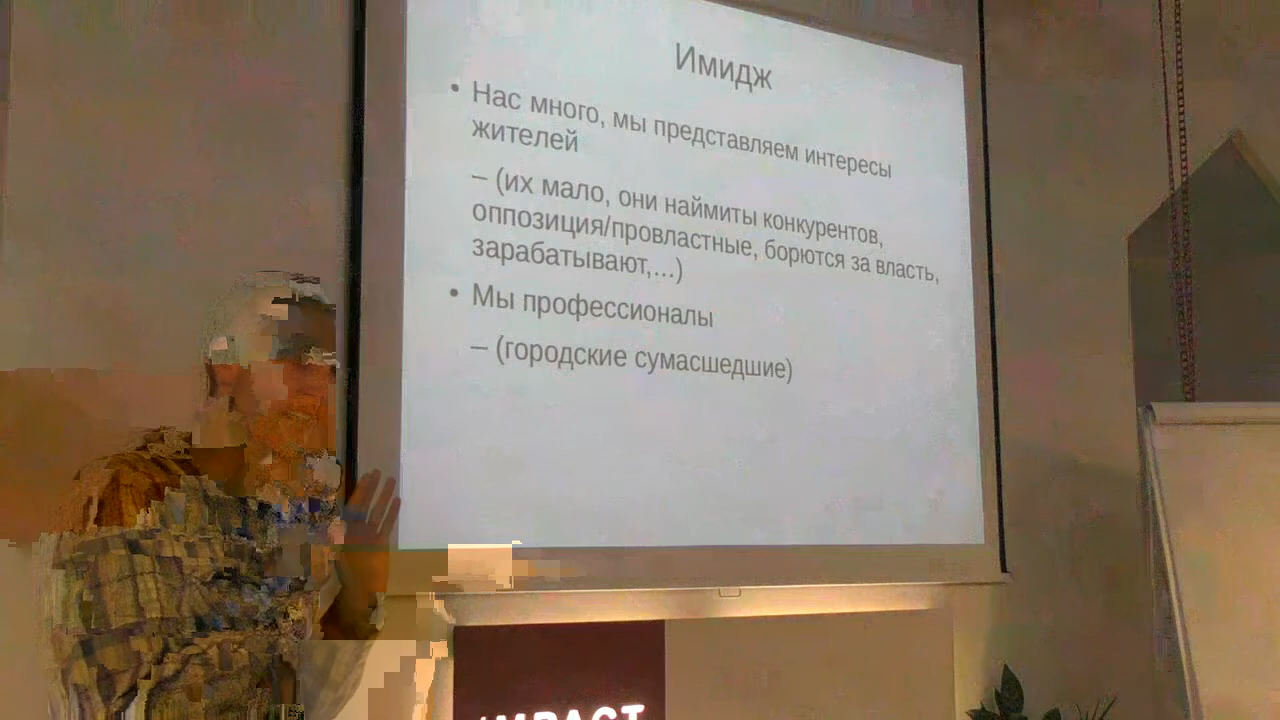 Имидж
• Нас много, мы представляем интересы
жителей
– (их мало, они наймиты конкурентов,
оппозиция/провластные, борются за власть,
зарабатывают,...)
• Мы профессионалы
– (городские сумасшедшие)
IMPACT